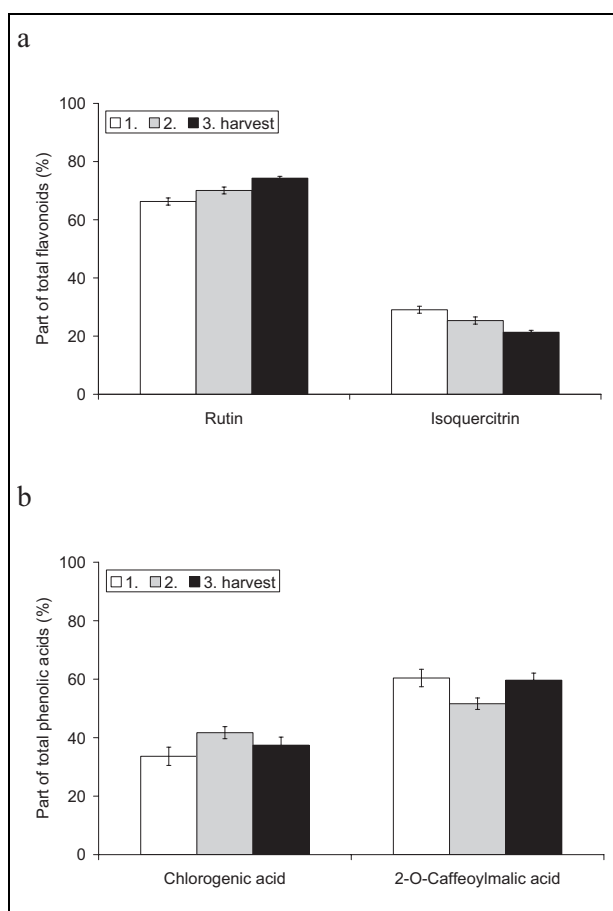 a
100
1. 2. 3. harvest
80
60
40
20
0
Part of total flavonoids (%)
Rutin Isoquercitrin
b
100
1. 2. 3. harvest
80
60
40
20
0
Part of total phenolic acids (%)
Chlorogenic acid 2-O-Caffeoylmalic acid